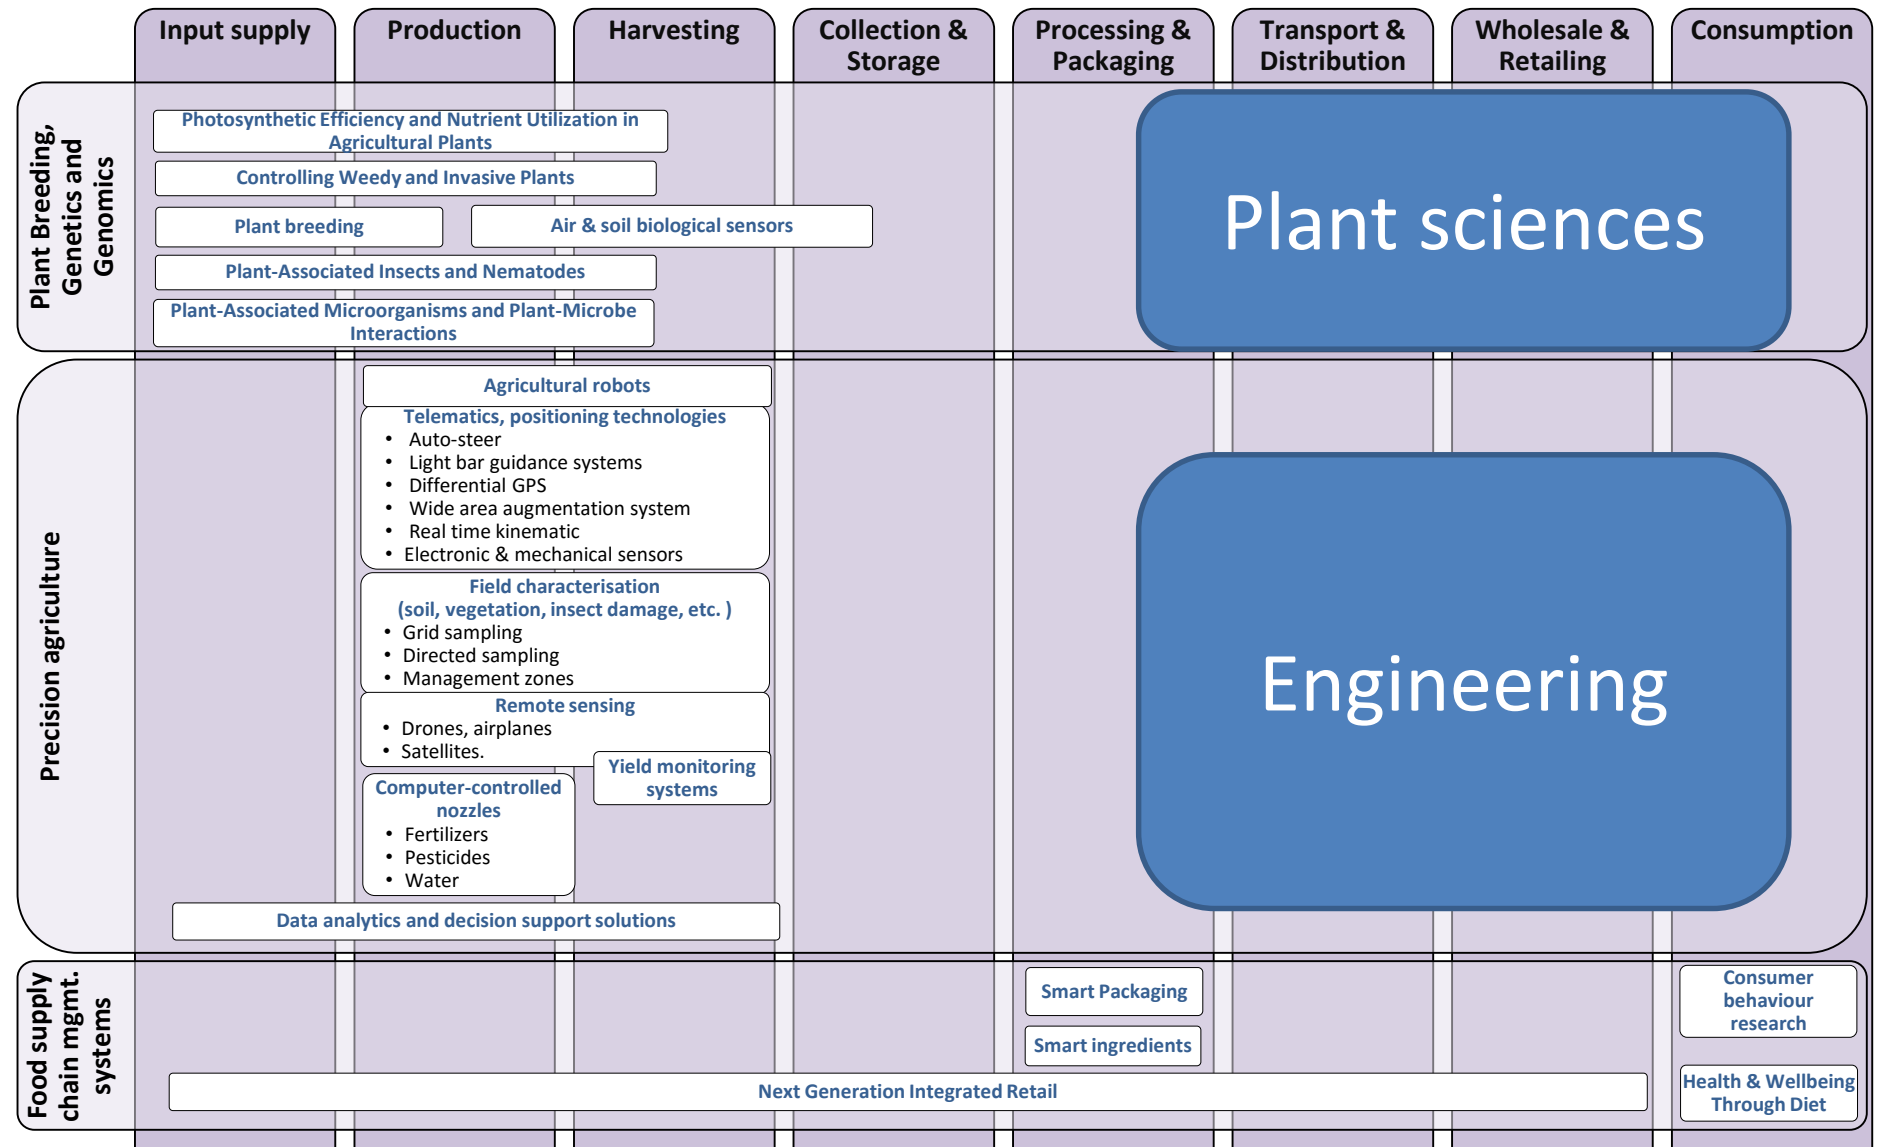 Input supply
Production
Harvesting
Collection &
Storage
Processing &
Packaging
Transport &
Distribution
Wholesale &
Retailing
Consumption
Plant Breeding,
Genetics and
Genomics
Photosynthetic Efficiency and Nutrient Utilization in
Agricultural Plants
Controlling Weedy and Invasive Plants
Plant breeding
Air & soil biological sensors
Plant-Associated Insects and Nematodes
Plant-Associated Microorganisms and Plant-Microbe
Interactions
Plant sciences
Precision agriculture
Agricultural robots
Telematics, positioning technologies
• Auto-steer
• Light bar guidance systems
• Differential GPS
• Wide area augmentation system
• Real time kinematic
• Electronic & mechanical sensors
Field characterisation
(soil, vegetation, insect damage, etc. )
• Grid sampling
• Directed sampling
• Management zones
Remote sensing
• Drones, airplanes
• Satellites.
Yield monitoring
systems
Computer-controlled
nozzles
• Fertilizers
• Pesticides
• Water
Data analytics and decision support solutions
Engineering
Food supply
chain mgmt.
systems
Smart Packaging
Smart ingredients
Next Generation Integrated Retail
Consumer
behaviour
research
Health & Wellbeing
Through Diet